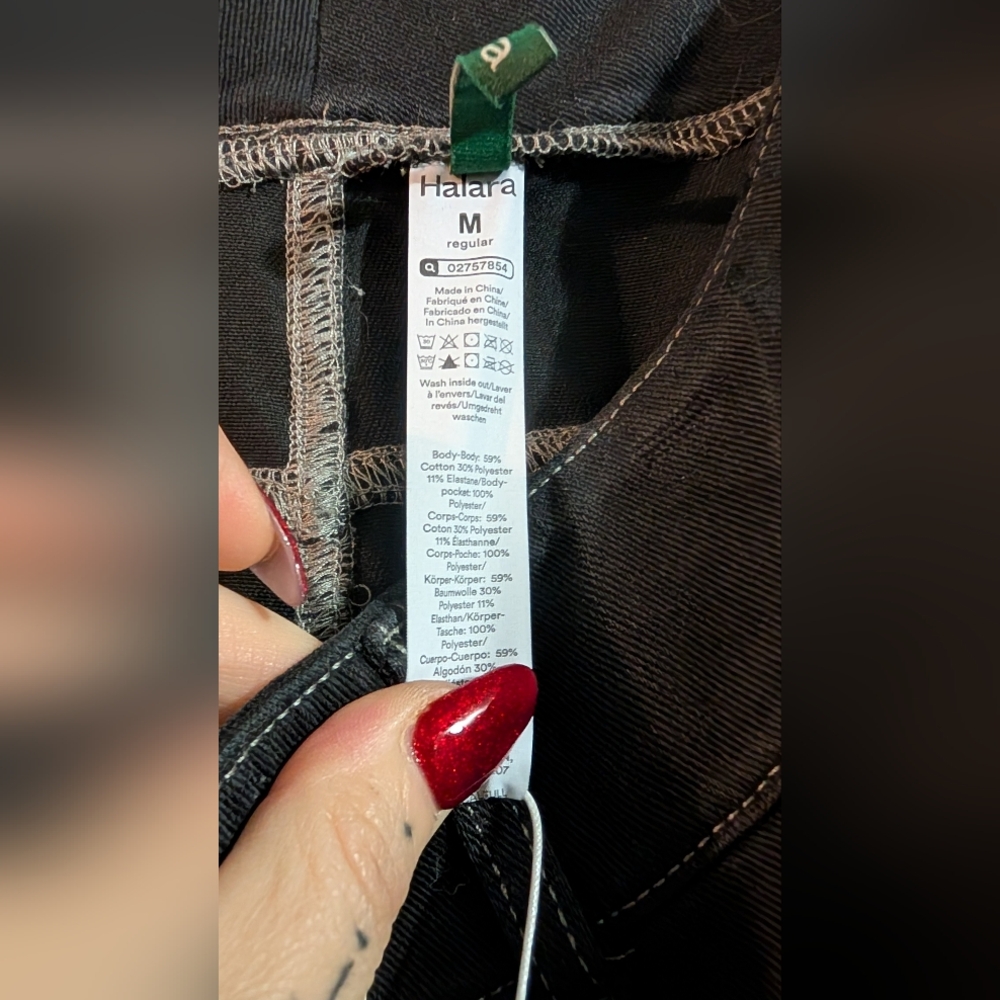 a
Halara
M
regular
02757854
Made in China/
Fabriqué en Chine/
Fabricado en China/
In China hergestellt
Wash inside out/Laver
à l'envers/Lavar del
revés/Umgedreht
waschen
Body-Body: 59%
Cotton 30% Polyester
11% Elastane/Body-
pocket:100%
Polyester/
Corps-Corps: 59%
Coton 30% Polyester
11% Élasthanne/
Corps-Poche: 100%
Polyester/
Körper-Körper: 59%
Baumwolle 30%
Polyester 11%
Elasthan/Körper-
Tasche: 100%
Polyester/
Cuerpo-Cuerpo: 59%
Algodón 30%
07